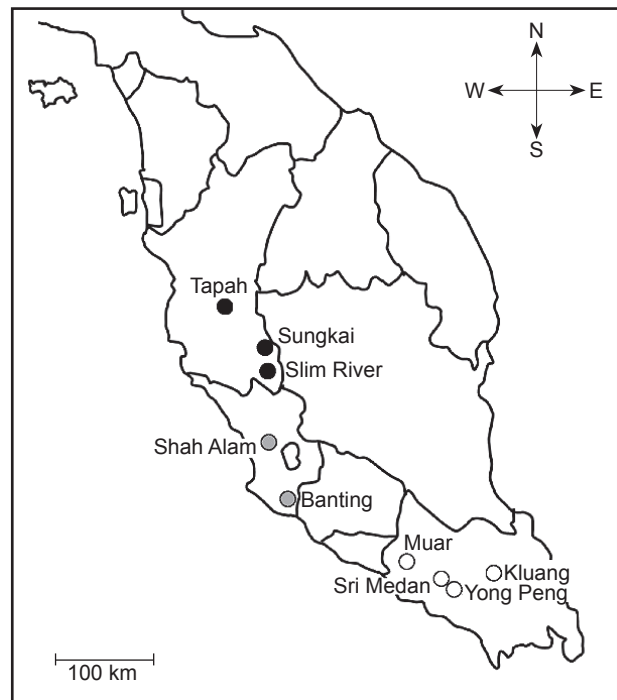 N
W E
S
Tapah
Sungkai
Slim River
Shah Alam
Banting
Muar
Kluang
Sri Medan
Yong Peng
100 km